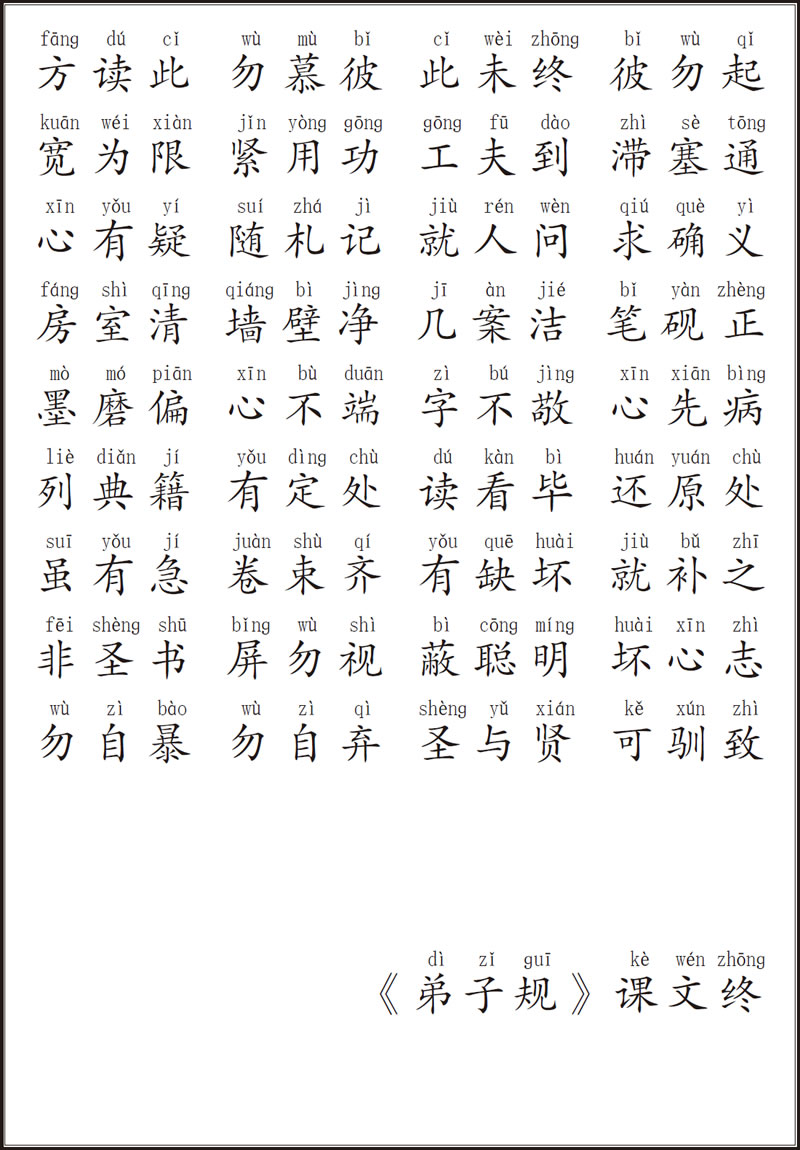 fāng dú cǐ wù mù bǐ cǐ wèi zhōng bǐ wù qǐ
方读此 勿慕彼 此未终 彼勿起
kuān wéi xiàn jǐn yòng gōng gōng fū dào zhì sè tōng
宽为限 紧用功 工夫到 滞塞通
xīn yǒu yí suí zhá jì jiù rén wèn qiú què yì
心有疑 随札记 就人问 求确义
fáng shì qīng qiáng bì jìng jī àn jié bǐ yàn zhèng
房室清 墙壁净 几案洁 笔砚正
mò mó piān xīn bù duān zì bú jìng xīn xiān bìng
墨磨偏 心不端 字不敬 心先病
liè diǎn jí yǒu dìng chù dú kàn bì huán yuán chù
列典籍 有定处 读看毕 还原处
suī yǒu jí juàn shù qí yǒu quē huài jiù bǔ zhī
虽有急 卷束齐 有缺坏 就补之
fēi shèng shū bǐng wù shì bì cōng míng huài xīn zhì
非圣书 屏勿视 蔽聪明 坏心志
wù zì bào wù zì qì shèng yǔ xián kě xún zhì
勿自暴 勿自弃 圣与贤 可驯致
dì zǐ guī kè wén zhōng
《弟子规》课文终